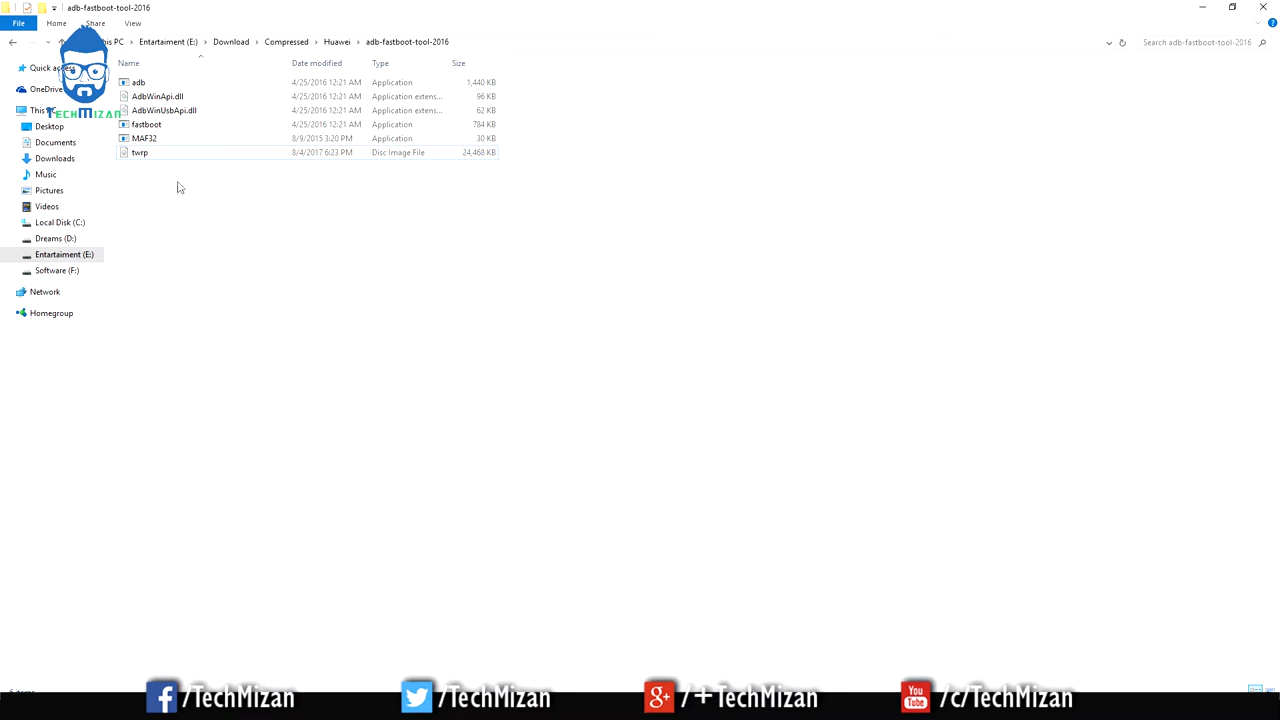 adb-fastboot-tool-2016
File Home Share View
his PC > Entartaiment (E:) > Download > Compressed > Huawei > adb-fastboot-tool-2016
Search adb-fastboot-tool-2016
Name Date modified Type Size
adb 4/25/2016 12:21 AM Application 1,440 KB
AdbWinApi.dll 4/25/2016 12:21 AM Application extens... 96 KB
AdbWinUsbApi.dll 4/25/2016 12:21 AM Application extens... 62 KB
fastboot 4/25/2016 12:21 AM Application 784 KB
MAF32 8/9/2015 3:20 PM Application 30 KB
twrp 8/4/2017 6:23 PM Disc Image File 24,468 KB
Quick access
OneDrive
This
TechMizan
Desktop
Documents
Downloads
Music
Pictures
Videos
Local Disk (C:)
Dreams (D:)
Entartaiment (E:)
Software (F:)
Network
Homegroup
f /TechMizan /TechMizan g+ /+TechMizan You Tube /c/TechMizan